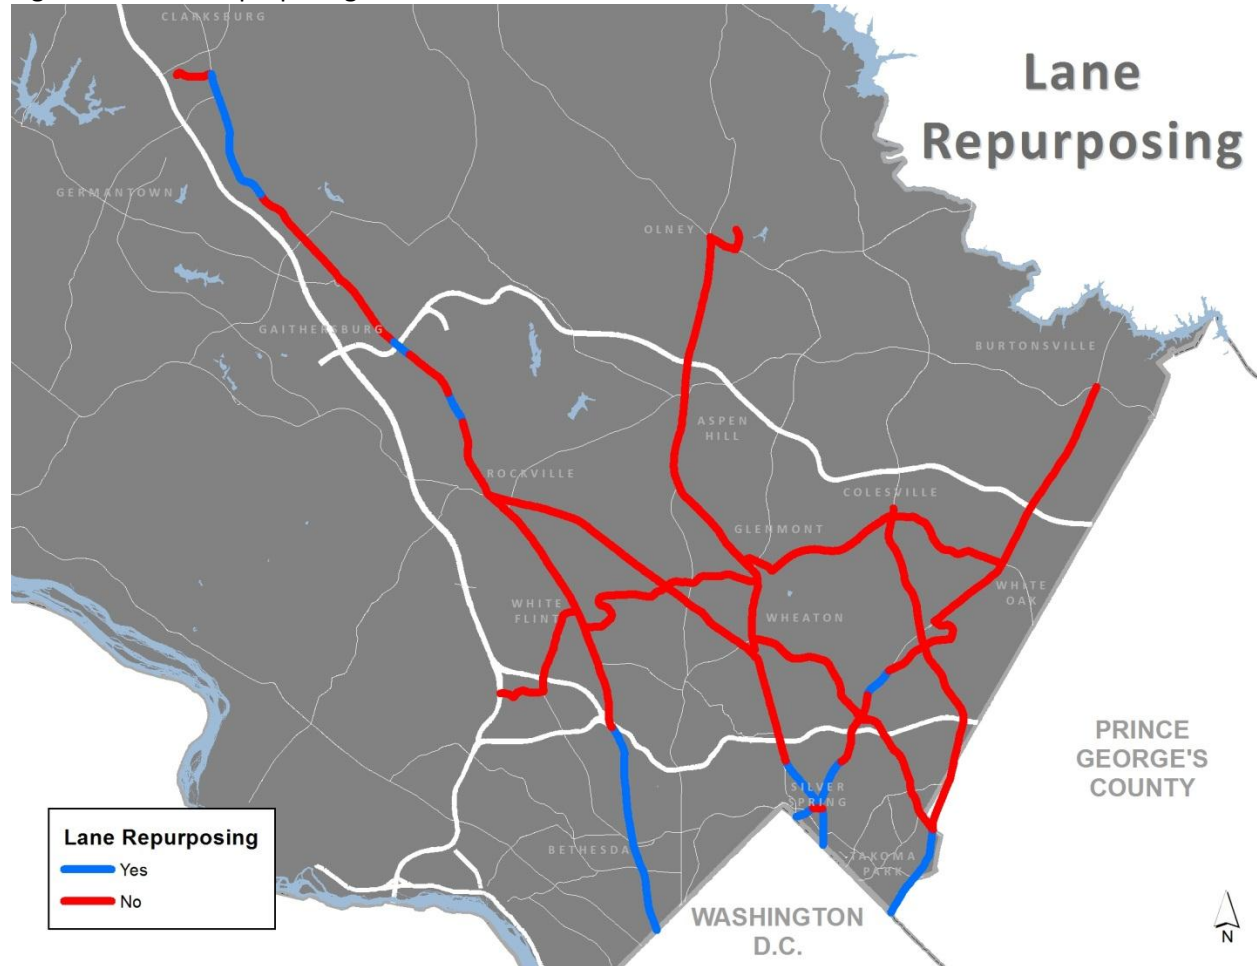 CLARKSBURG
Lane
Repurposing
GERMANTOWN
OLNEY
GAITHERSBURG
BURTONSVILLE
ASPEN
HILL
ROCKVILLE
COLESVILLE
GLENMONT
WHITE
OAK
WHITE
FLINT
WHEATON
PRINCE
GEORGE'S
COUNTY
SILVER
SPRING
Lane Repurposing
Yes
No
BETHESDA
TAKOMA
PARK
WASHINGTON
D.C.
N